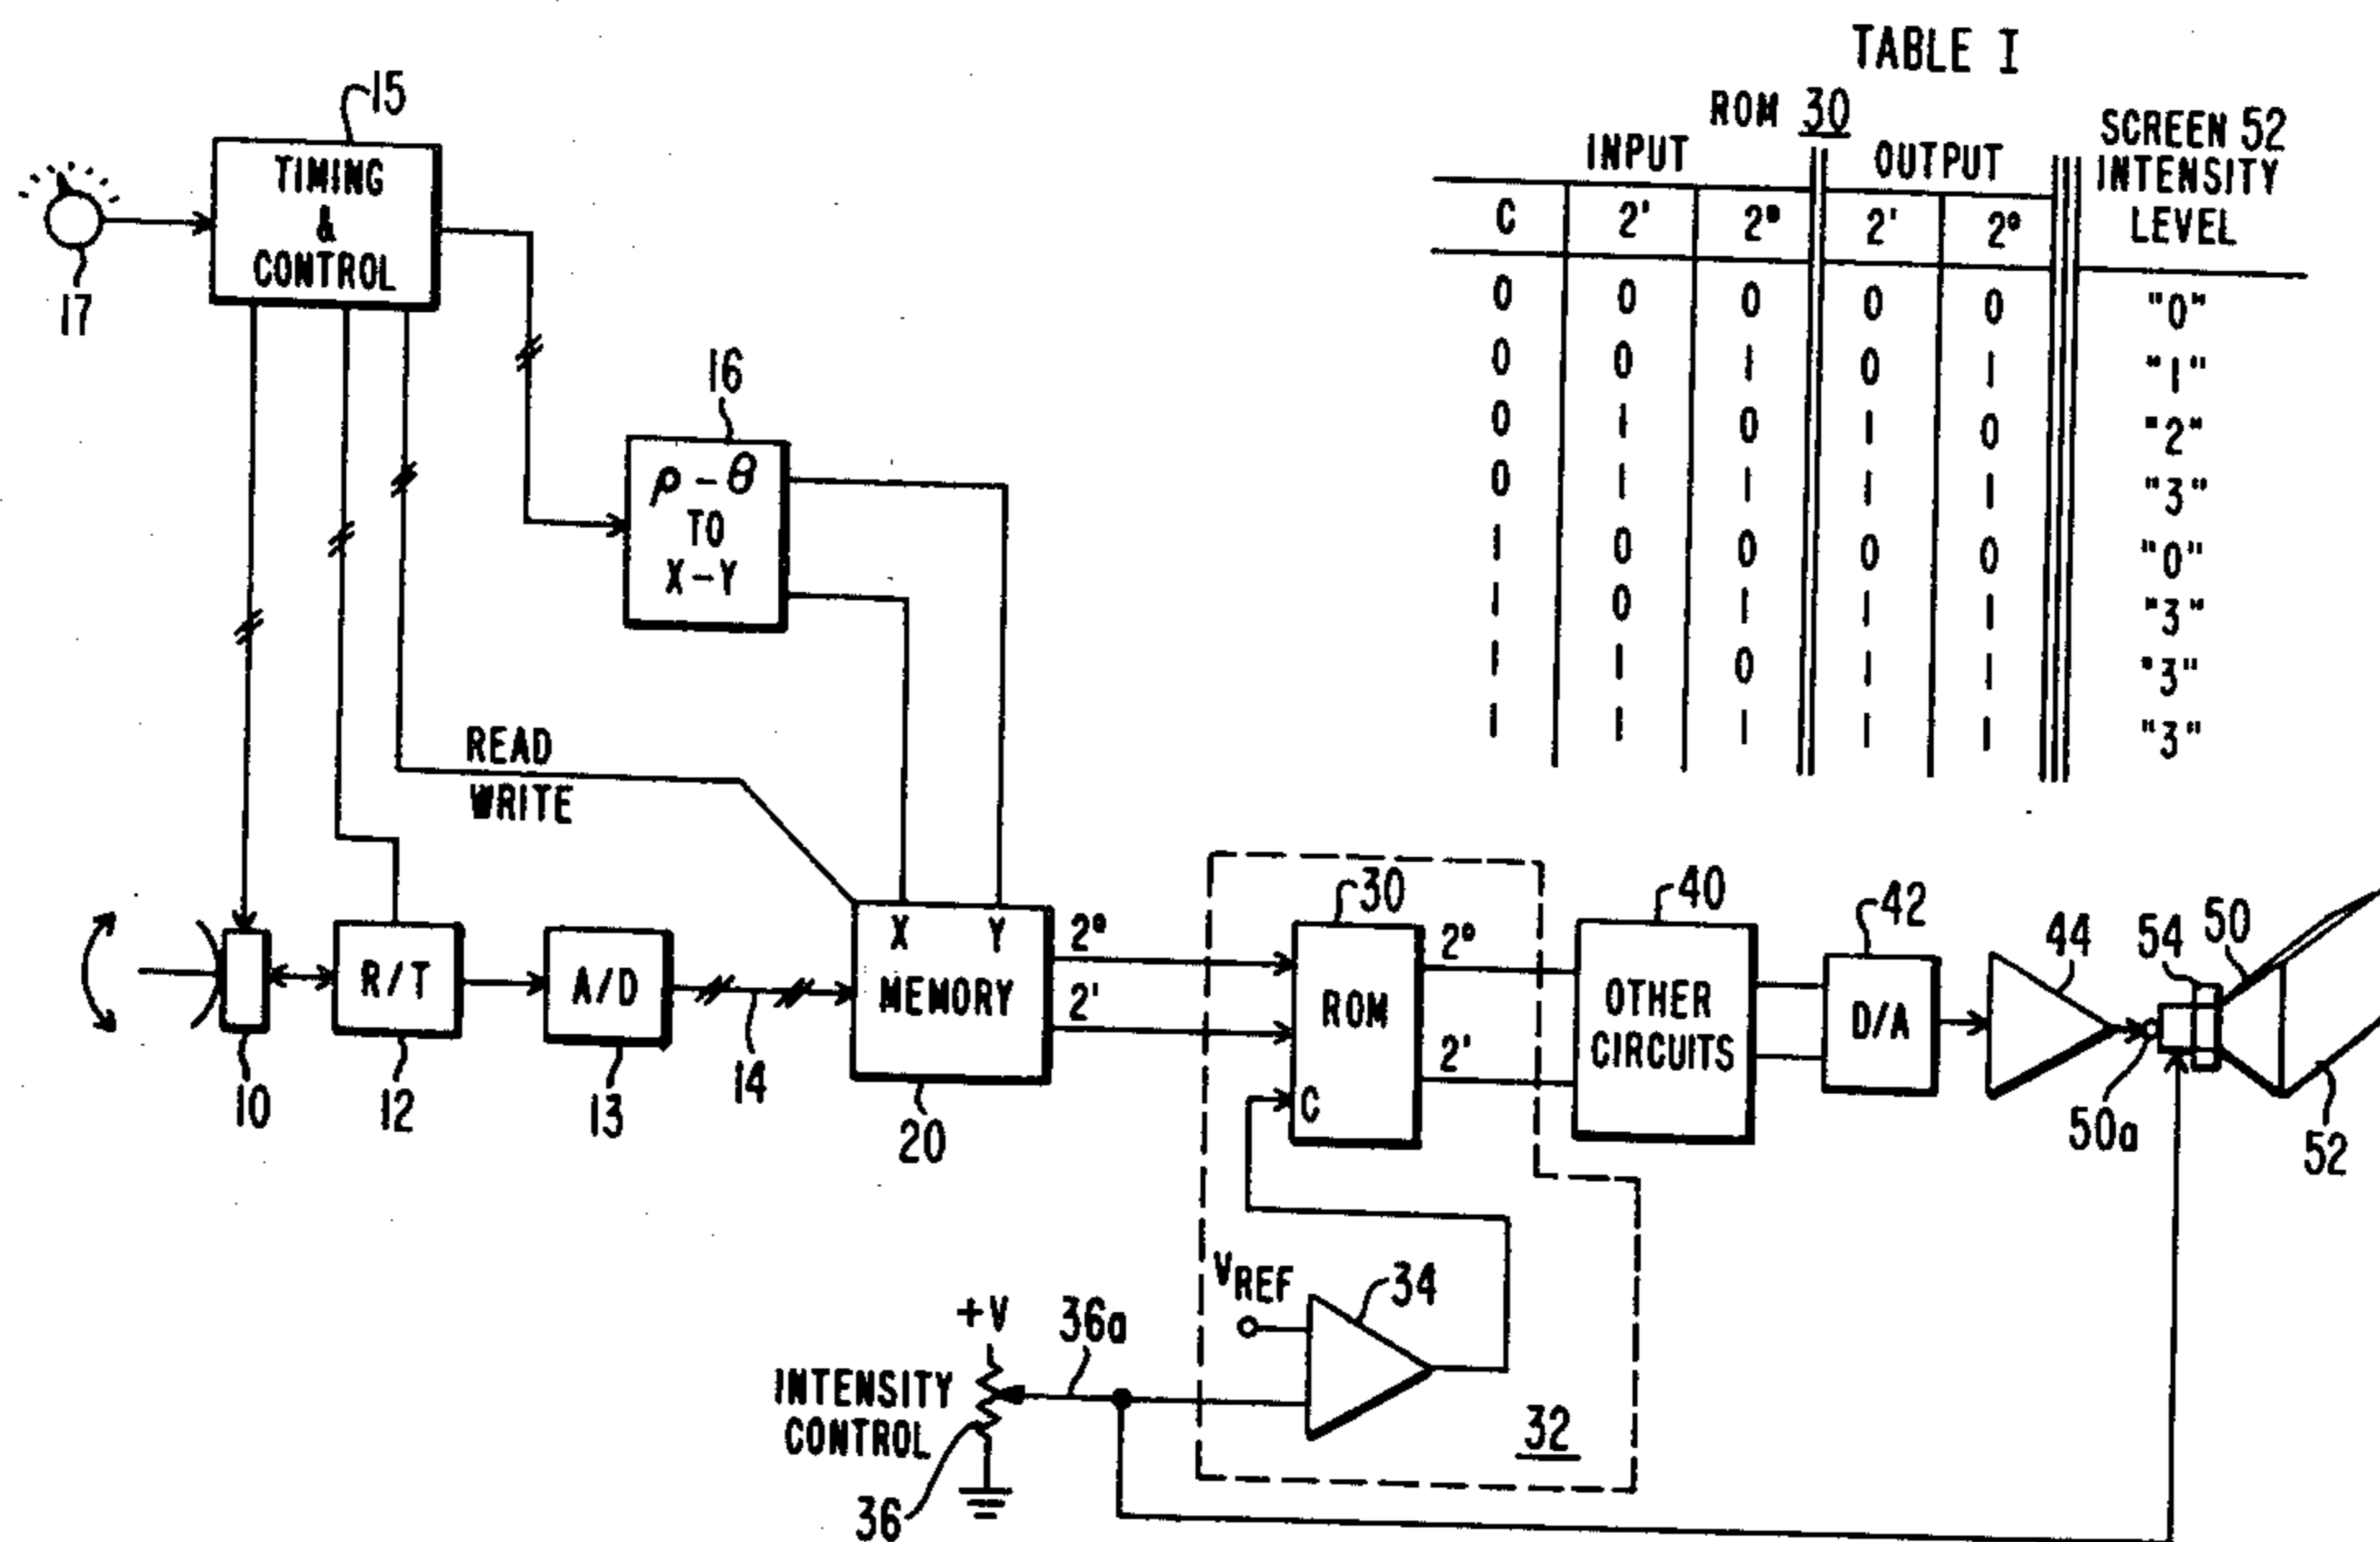 TABLE I
ROM 30
INPUT OUTPUT SCREEN 52 INTENSITY LEVEL
C 2' 2⁰ 2' 2⁰
0 0 0 0 0 "0"
0 0 1 0 1 "1"
0 1 0 1 0 "2"
0 1 1 1 1 "3"
1 0 0 0 0 "0"
1 0 1 1 1 "3"
1 1 0 1 1 "3"
1 1 1 1 1 "3"
15
TIMING
&
CONTROL
17
16
ρ-θ
TO
X-Y
READ
WRITE
10
R/T
12
A/D
13
14
X Y
MEMORY
20
2⁰
2'
30
ROM
C
2⁰
2'
40
OTHER
CIRCUITS
42
D/A
44
54
50
50a
52
VREF
34
+V
36a
INTENSITY
CONTROL
36
32